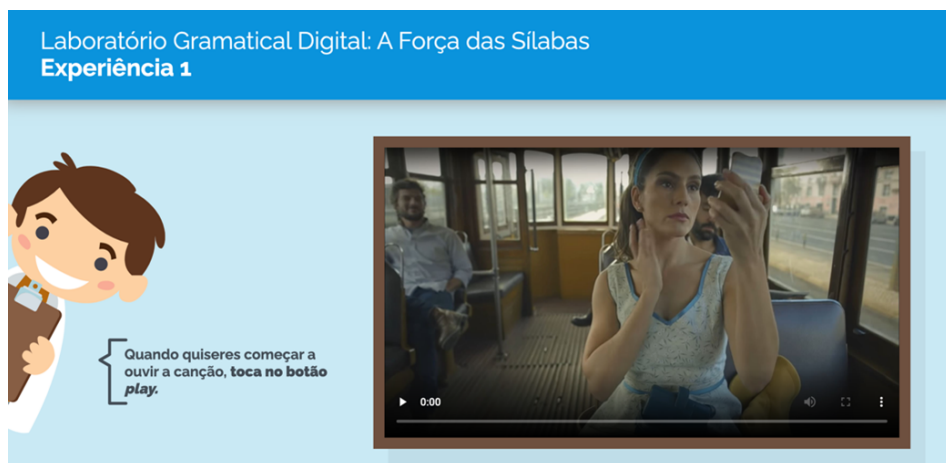 Laboratório Gramatical Digital: A Força das Sílabas
Experiência 1
Quando quiseres começar a
ouvir a canção, toca no botão
play.
0:00